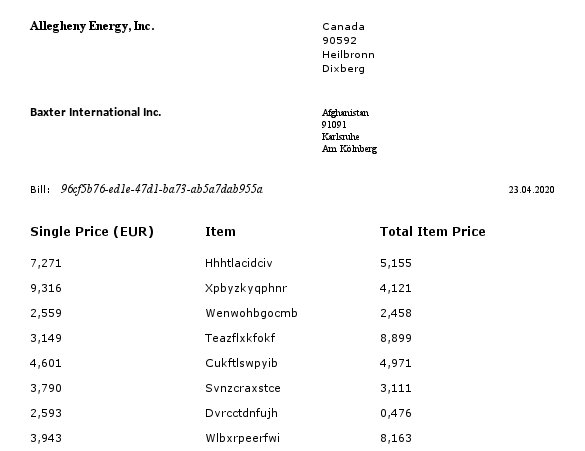 Allegheny Energy, Inc.
Canada
90592
Heilbronn
Dixberg
Baxter International Inc.
Afghanistan
91091
Karlsruhe
Am Kölnberg
Bill: 96cf5b76-ed1e-47d1-ba73-ab5a7dab955a 23.04.2020
Single Price (EUR) Item Total Item Price
7,271 Hhhtlacidciv 5,155
9,316 Xpbyzkyqphnr 4,121
2,559 Wenwohbgocmb 2,458
3,149 Teazflxkfokf 8,899
4,601 Cukftlswpyib 4,971
3,790 Svnzcraxstce 3,111
2,593 Dvrcctdnfujh 0,476
3,943 Wlbxrpeerfwi 8,163